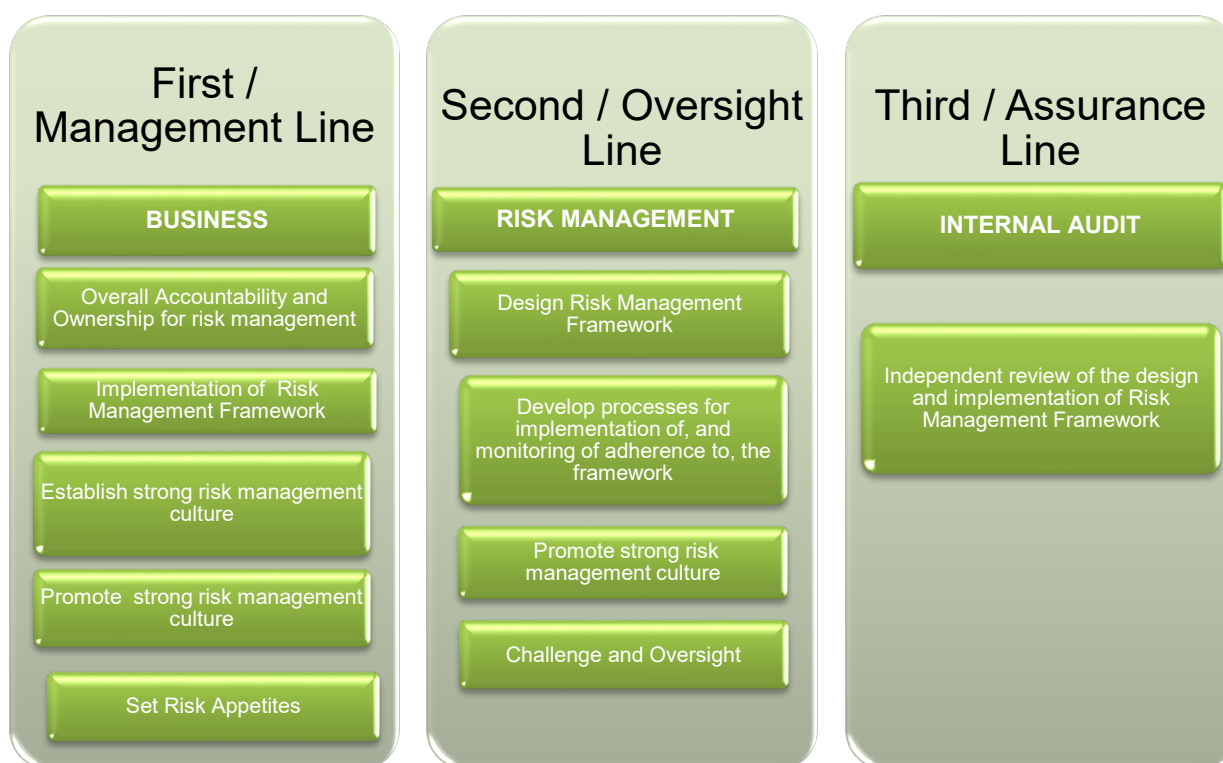 First /
Management Line
BUSINESS
Overall Accountability and
Ownership for risk management
Implementation of Risk
Management Framework
Establish strong risk management
culture
Promote strong risk management
culture
Set Risk Appetites
Second / Oversight
Line
RISK MANAGEMENT
Design Risk Management
Framework
Develop processes for
implementation of, and
monitoring of adherence to, the
framework
Promote strong risk
management culture
Challenge and Oversight
Third / Assurance
Line
INTERNAL AUDIT
Independent review of the design
and implementation of Risk
Management Framework